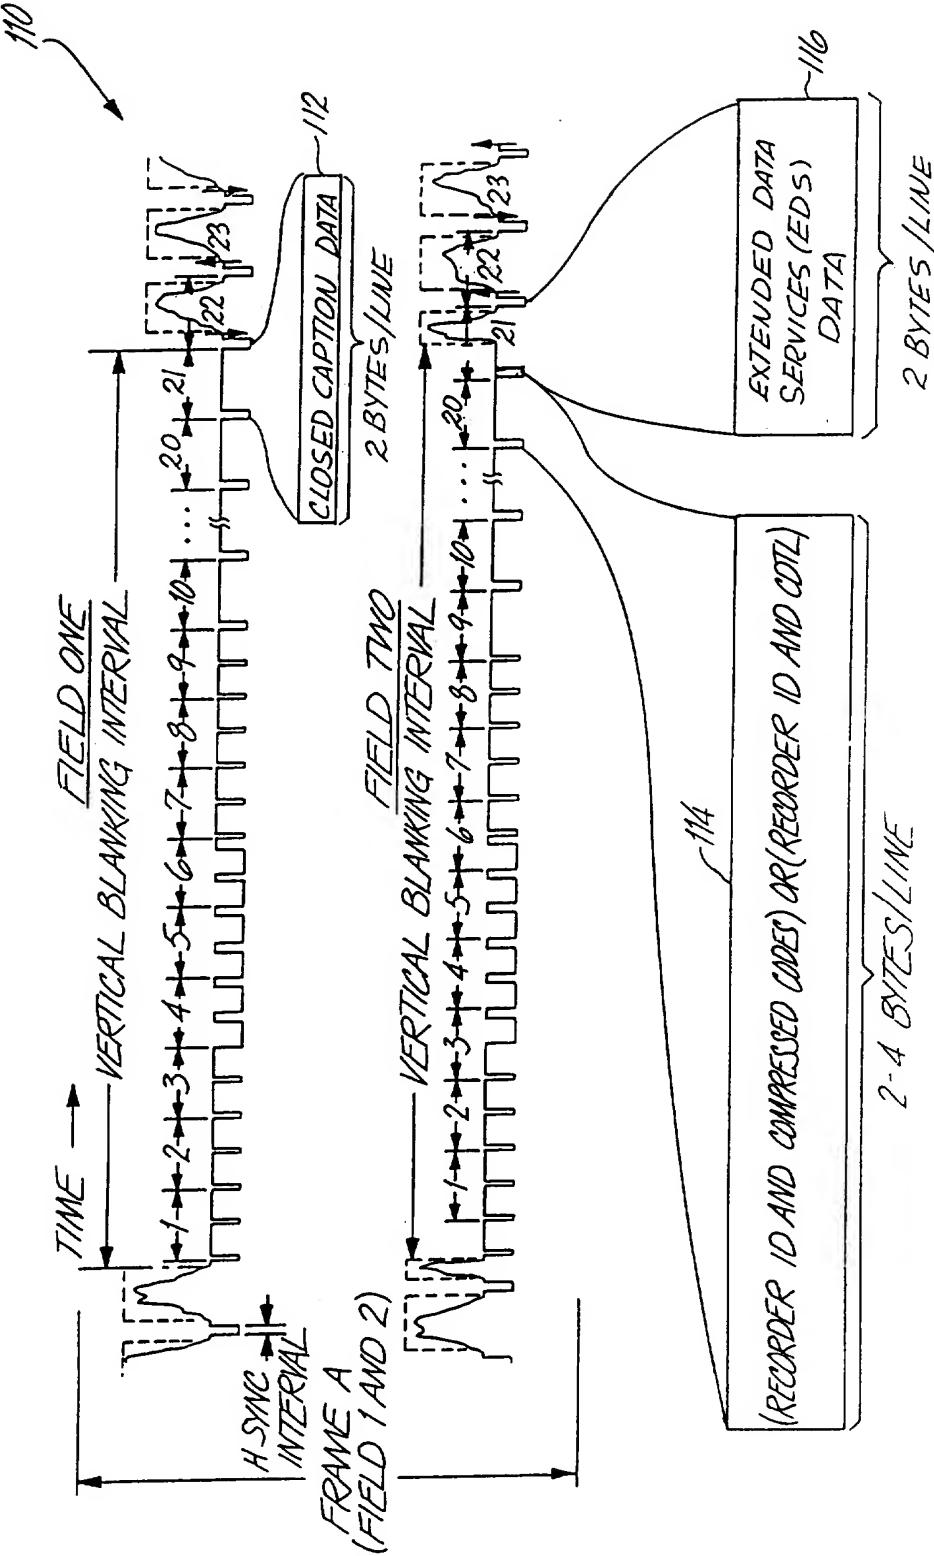 110
TIME
FIELD ONE
VERTICAL BLANKING INTERVAL
1 2 3 4 5 6 7 8 9 10 ... 20 21 22 23
H SYNC
INTERVAL
112
CLOSED CAPTION DATA
2 BYTES/LINE
FRAME A
(FIELD 1 AND 2)
FIELD TWO
VERTICAL BLANKING INTERVAL
1 2 3 4 5 6 7 8 9 10 ... 20 21 22 23
114
(RECORDER ID AND COMPRESSED CODES) OR (RECORDER ID AND CDTL)
2-4 BYTES/LINE
116
EXTENDED DATA
SERVICES (EDS)
DATA
2 BYTES/LINE